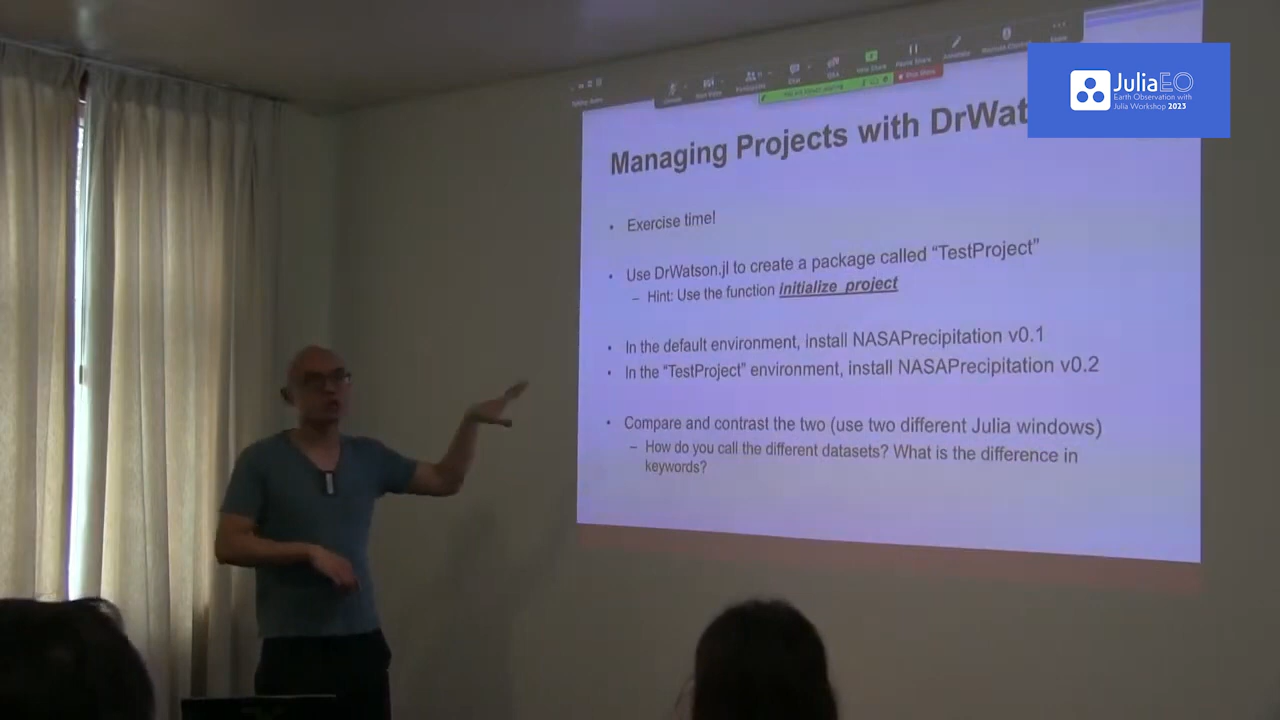 JuliaEO
Earth Observation with
Julia Workshop 2023
Managing Projects with DrWat
• Exercise time!
• Use DrWatson.jl to create a package called “TestProject”
– Hint: Use the function initialize_project
• In the default environment, install NASAPrecipitation v0.1
• In the “TestProject” environment, install NASAPrecipitation v0.2
• Compare and contrast the two (use two different Julia windows)
– How do you call the different datasets? What is the difference in
keywords?